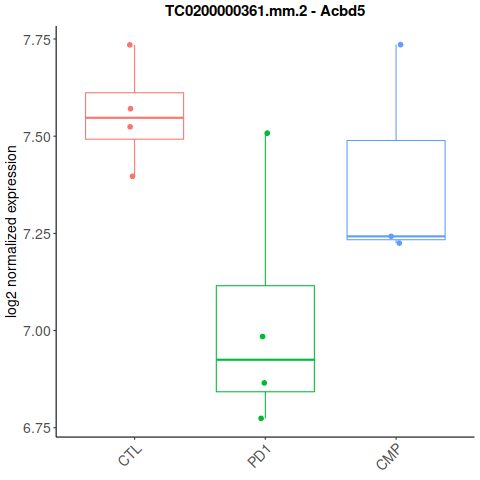 TC0200000361.mm.2 - Acbd5
log2 normalized expression
7.75
7.50
7.25
7.00
6.75
CTL
PD1
CMP